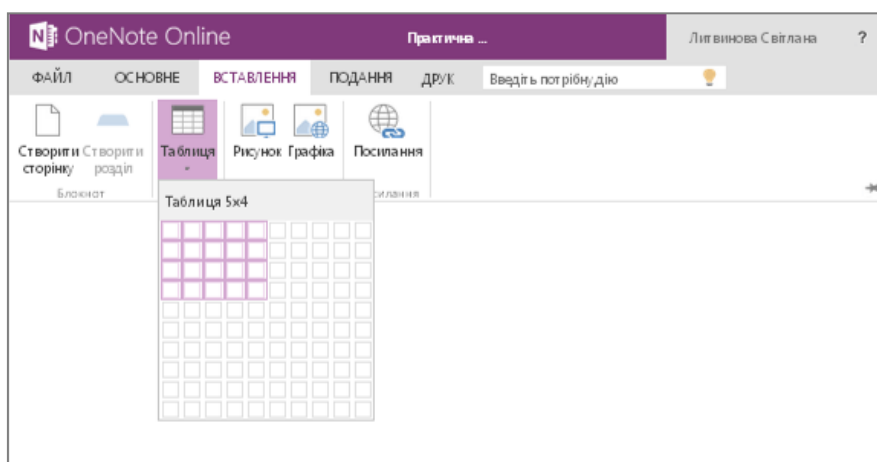 N OneNote Online Практична ... Литвинова Світлана ?
ФАЙЛ ОСНОВНЕ ВСТАВЛЕННЯ ПОДАННЯ ДРУК Введіть потрібну дію
Створити Створити Таблиця Рисунок Графіка Посилання
сторінку розділ
Блокнот силання
Таблиця 5x4